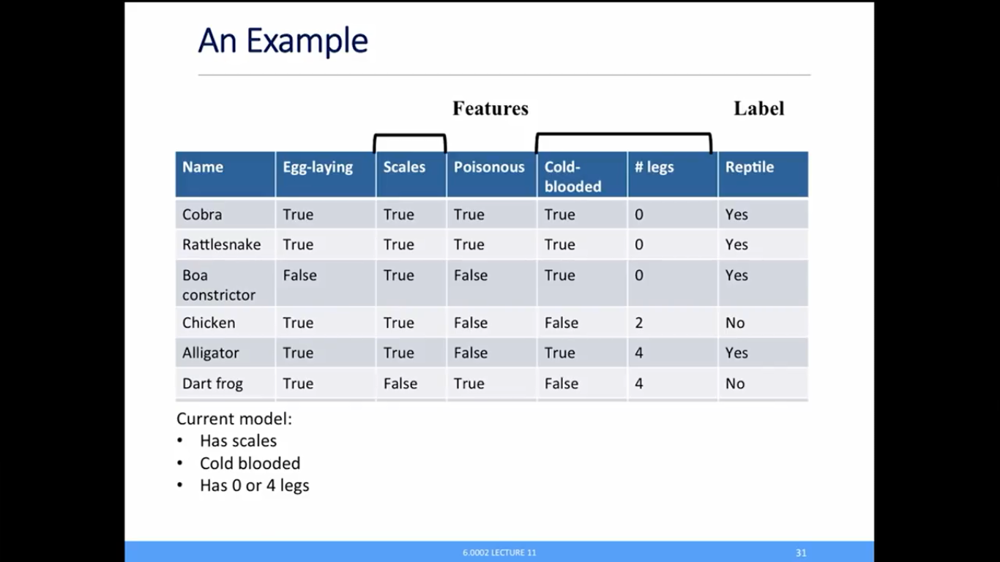 An Example
Features Label
Name Egg-laying Scales Poisonous Cold-blooded # legs Reptile
Cobra True True True True 0 Yes
Rattlesnake True True True True 0 Yes
Boa constrictor False True False True 0 Yes
Chicken True True False False 2 No
Alligator True True False True 4 Yes
Dart frog True False True False 4 No
Current model:
• Has scales
• Cold blooded
• Has 0 or 4 legs
6.0002 LECTURE 11 31